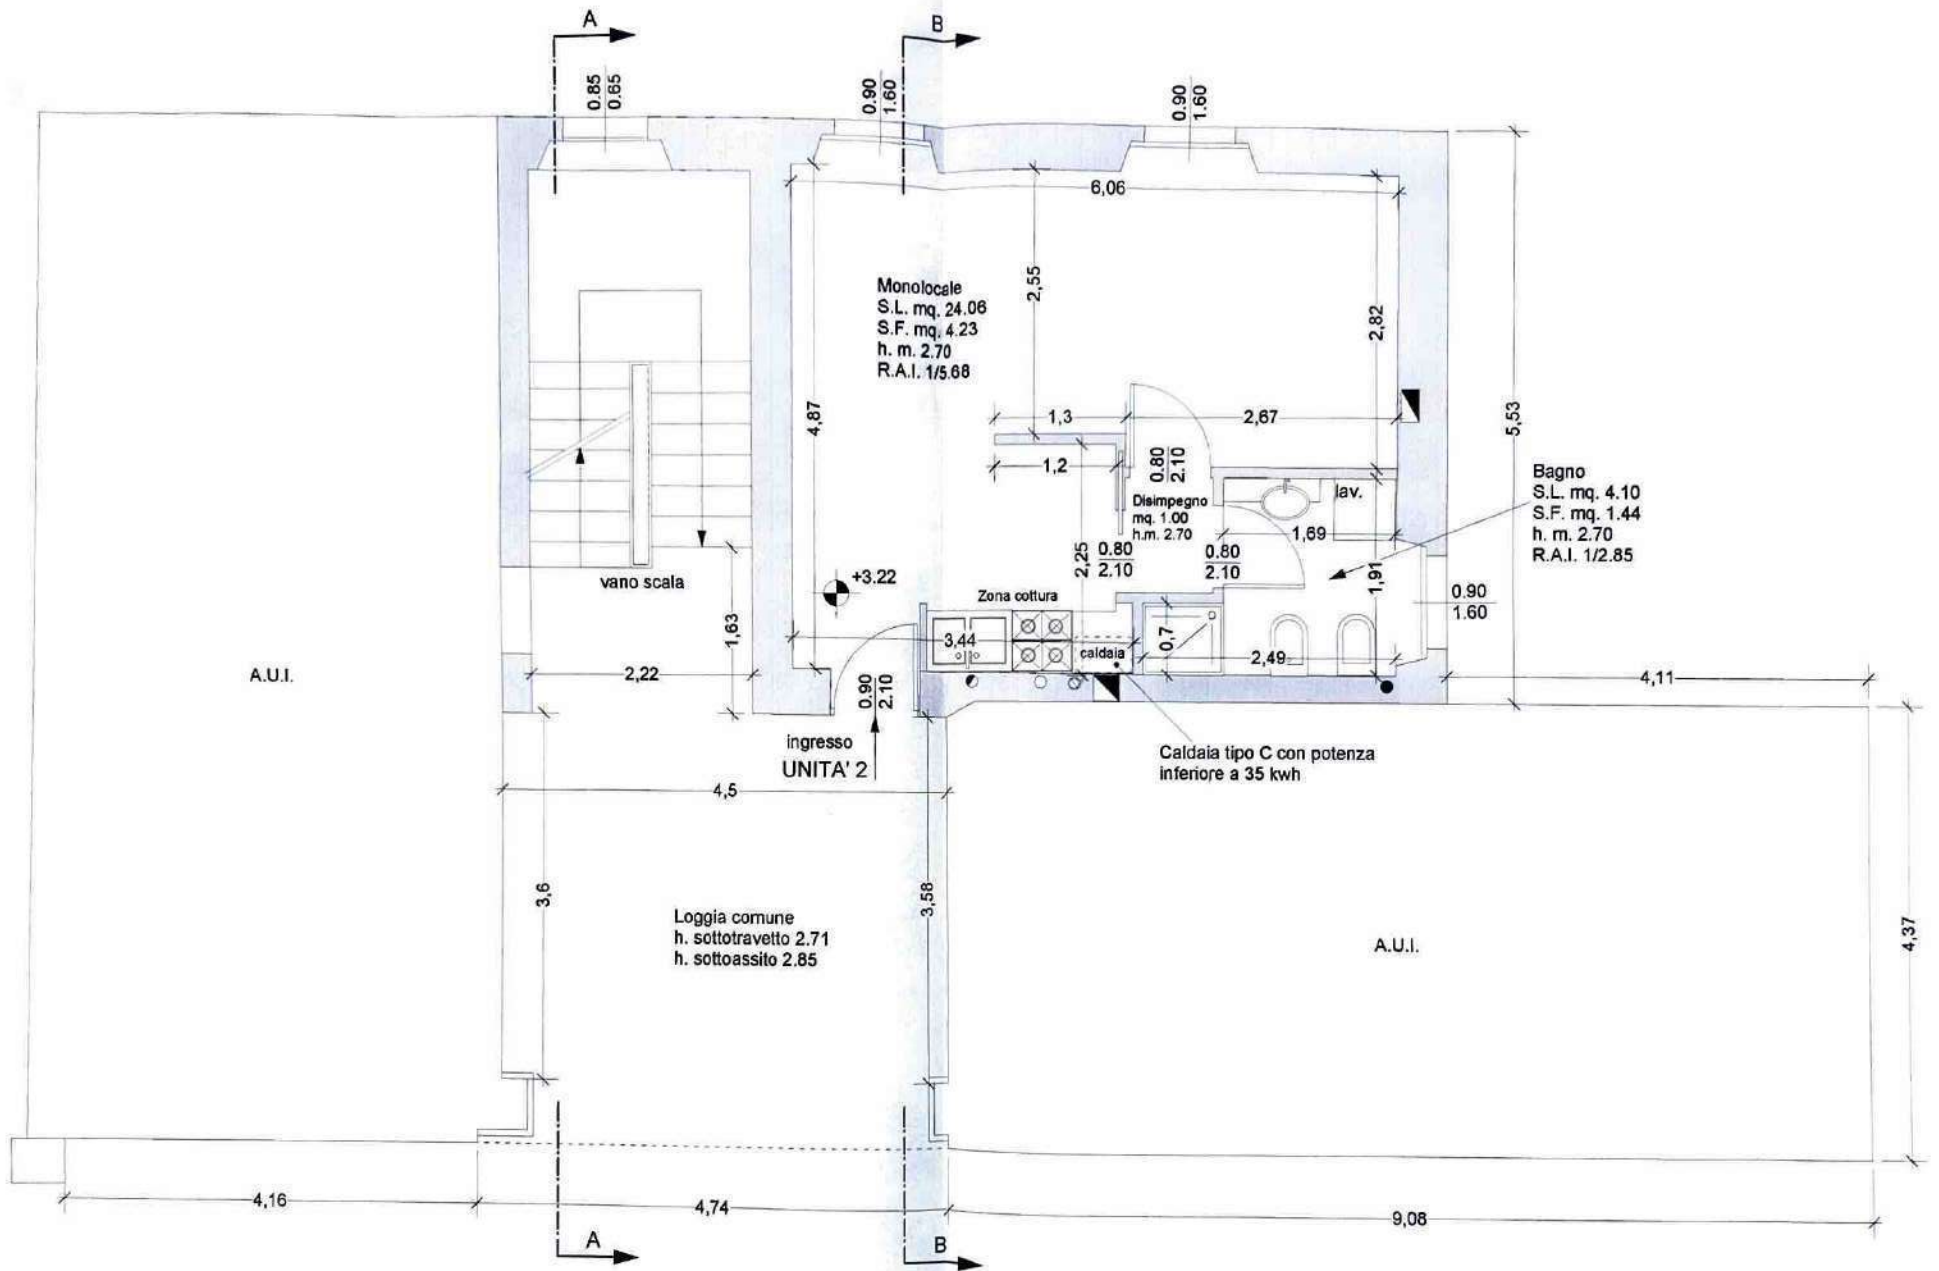 A
B
0.85
0.65
0.90
1.60
0.90
1.60
6,06
Monolocale
S.L. mq. 24.06
S.F. mq. 4.23
h. m. 2.70
R.A.I. 1/5.68
2,55
2,82
4,87
5,53
1,3
2,67
1,2
0.80
2.10
Bagno
S.L. mq. 4.10
S.F. mq. 1.44
h. m. 2.70
R.A.I. 1/2.85
lav.
Disimpegno
mq. 1.00
h.m. 2.70
1,69
2,25
0.80
2.10
0.80
2.10
1,91
0.90
1.60
vano scala
+3.22
Zona cottura
1,63
3,44
caldaia
0,7
2,49
A.U.I.
2,22
0.90
2.10
4,11
ingresso
UNITA' 2
Caldaia tipo C con potenza
inferiore a 35 kwh
4,5
3,6
3,58
Loggia comune
h. sottotravetto 2.71
h. sottoassito 2.85
A.U.I.
4,37
4,16
4,74
9,08
A
B